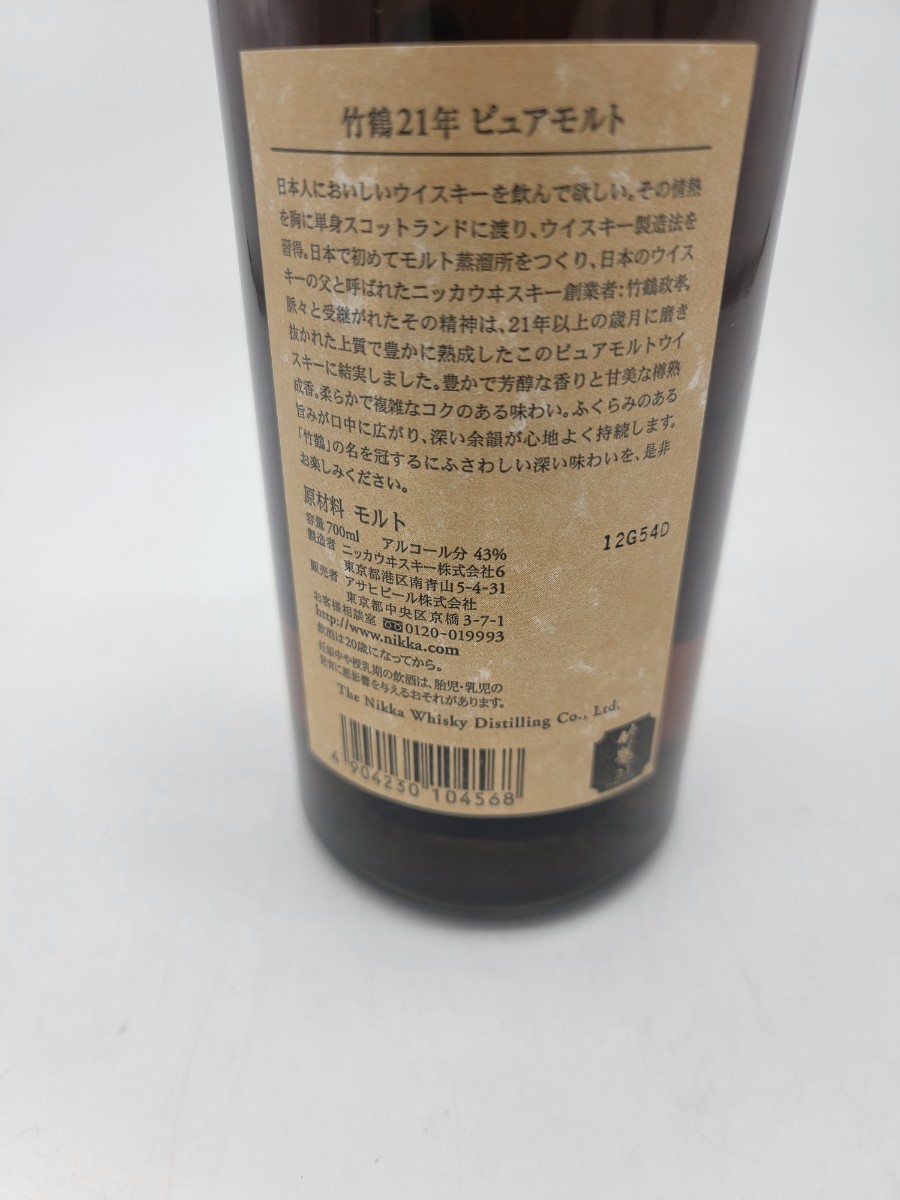 竹鶴21年 ピュアモルト
日本人においしいウイスキーを飲んで欲しい。その情熱
を胸に単身スコットランドに渡り、ウイスキー製造法を
習得。日本で初めてモルト蒸溜所をつくり、日本のウイス
キーの父と呼ばれたニッカウヰスキー創業者:竹鶴政孝。
脈々と受継がれたその精神は、21年以上の歳月に磨き
抜かれた上質で豊かに熟成したこのピュアモルトウイ
スキーに結実しました。豊かで芳醇な香りと甘美な樽熟
成香。柔らかで複雑なコクのある味わい。ふくらみのある
旨みが口中に広がり、深い余韻が心地よく持続します。
「竹鶴」の名を冠するにふさわしい深い味わいを、是非
お楽しみください。
原材料 モルト
容量700ml アルコール分 43%
製造者 ニッカウヰスキー株式会社6
東京都港区南青山5-4-31
販売者 アサヒビール株式会社
東京都中央区京橋3-7-1
お客様相談室 0120-019993
http://www.nikka.com
飲酒は20歳になってから。
妊娠中や授乳期の飲酒は、胎児・乳児の
発育に悪影響を与えるおそれがあります。
The Nikka Whisky Distilling Co., Ltd.
12G54D
4 904230 104568
竹鶴